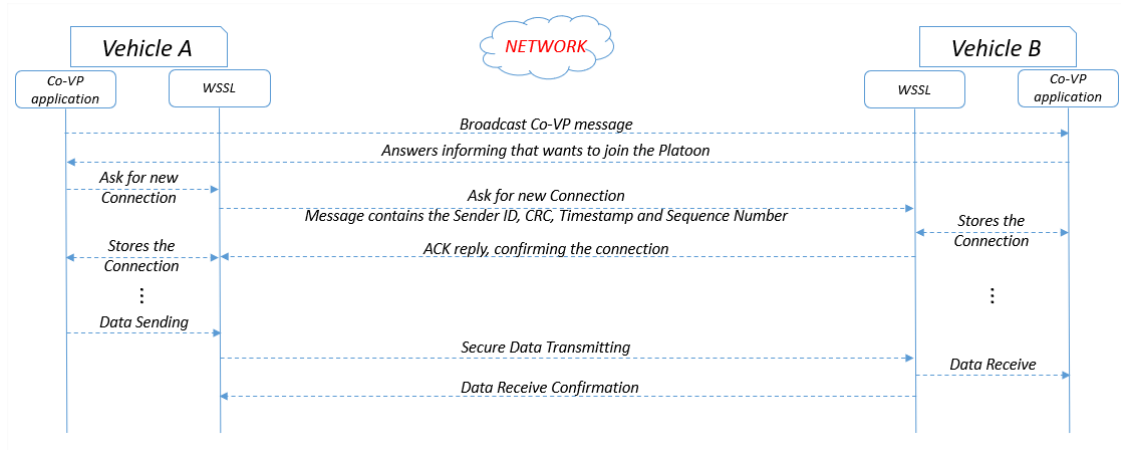 Vehicle A
NETWORK
Vehicle B
Co-VP
application
WSSL
WSSL
Co-VP
application
Broadcast Co-VP message
Answers informing that wants to join the Platoon
Ask for new
Connection
Ask for new Connection
Message contains the Sender ID, CRC, Timestamp and Sequence Number
Stores the
Connection
Stores the
Connection
ACK reply, confirming the connection
...
...
Data Sending
Secure Data Transmitting
Data Receive
Data Receive Confirmation